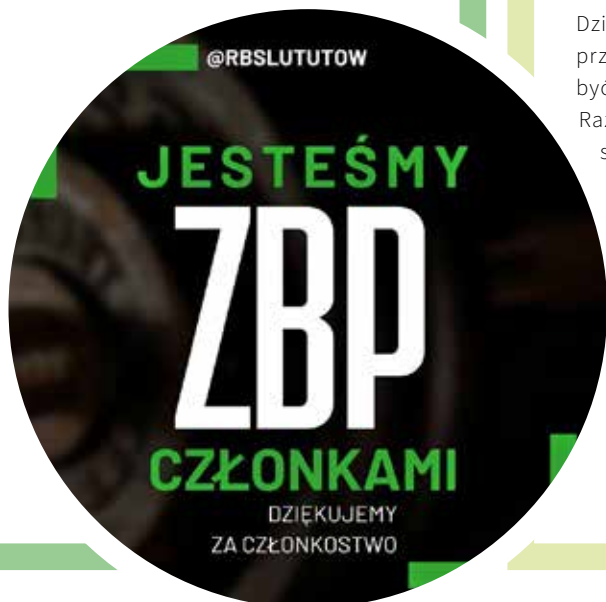 @RBSLUTUTOW
JESTEŚMY
ZBP
CZŁONKAMI
DZIĘKUJEMY
ZA CZŁONKOSTWO